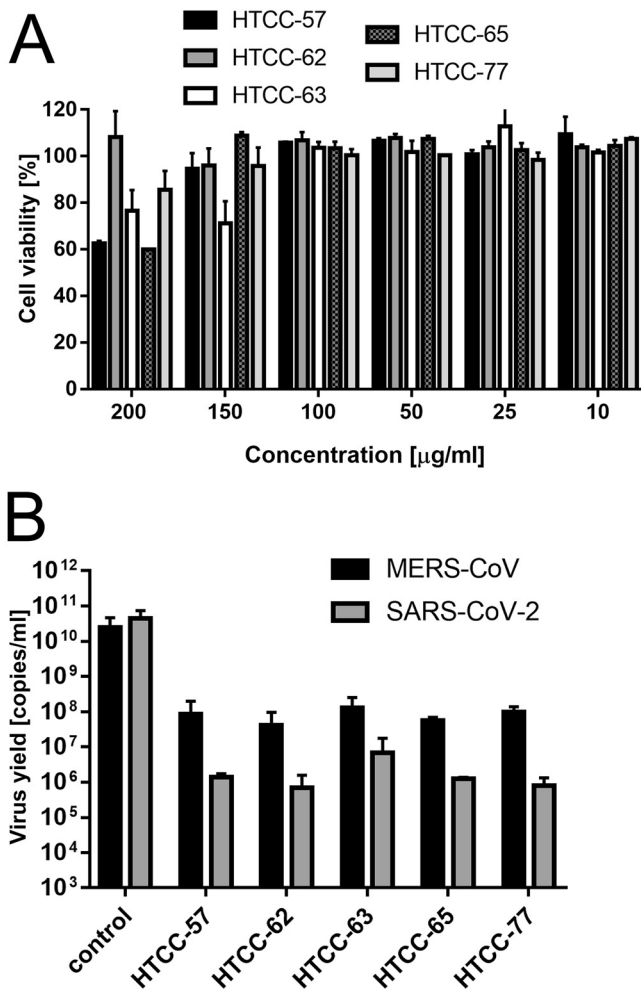 A
HTCC-57
HTCC-62
HTCC-63
HTCC-65
HTCC-77
Cell viability [%]
120
100
80
60
40
20
0
200 150 100 50 25 10
Concentration [μg/ml]
B
MERS-CoV
SARS-CoV-2
Virus yield [copies/ml]
10¹²
10¹¹
10¹⁰
10⁹
10⁸
10⁷
10⁶
10⁵
10⁴
10³
control
HTCC-57
HTCC-62
HTCC-63
HTCC-65
HTCC-77